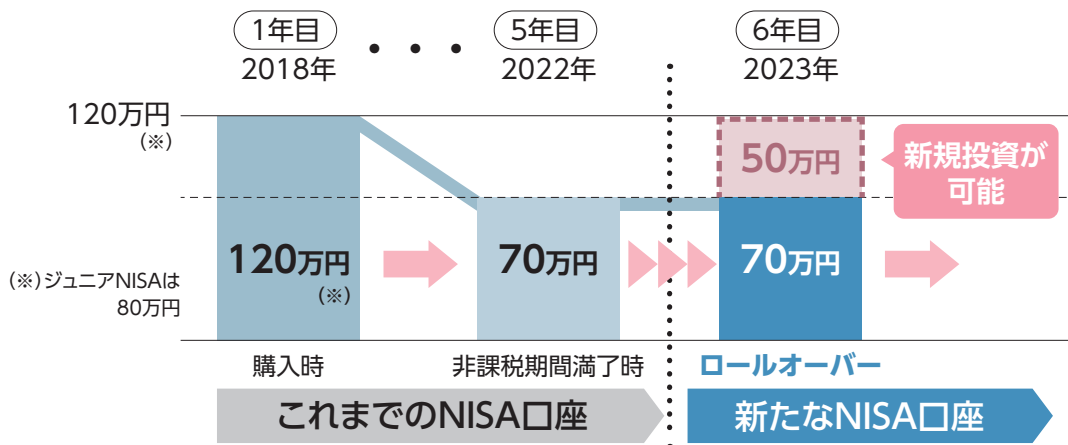 1年目
2018年
・・・
5年目
2022年
6年目
2023年
120万円
(※)
50万円
新規投資が
可能
120万円
(※)
70万円
70万円
(※)ジュニアNISAは
80万円
購入時
非課税期間満了時
ロールオーバー
これまでのNISA口座
新たなNISA口座